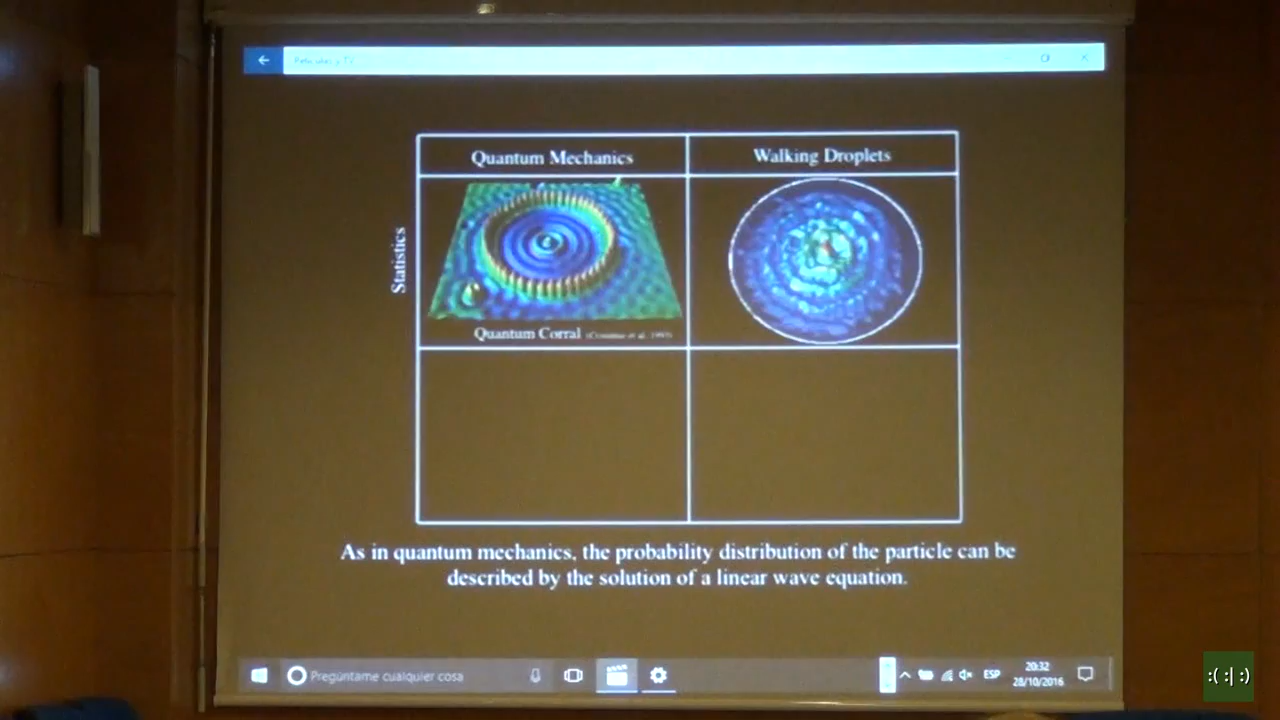 Quantum Mechanics
Walking Droplets
Statistics
Quantum Corral
As in quantum mechanics, the probability distribution of the particle can be
described by the solution of a linear wave equation.
Pregúntame cualquier cosa
ESP
20:32
28/10/2016
:( :| :)